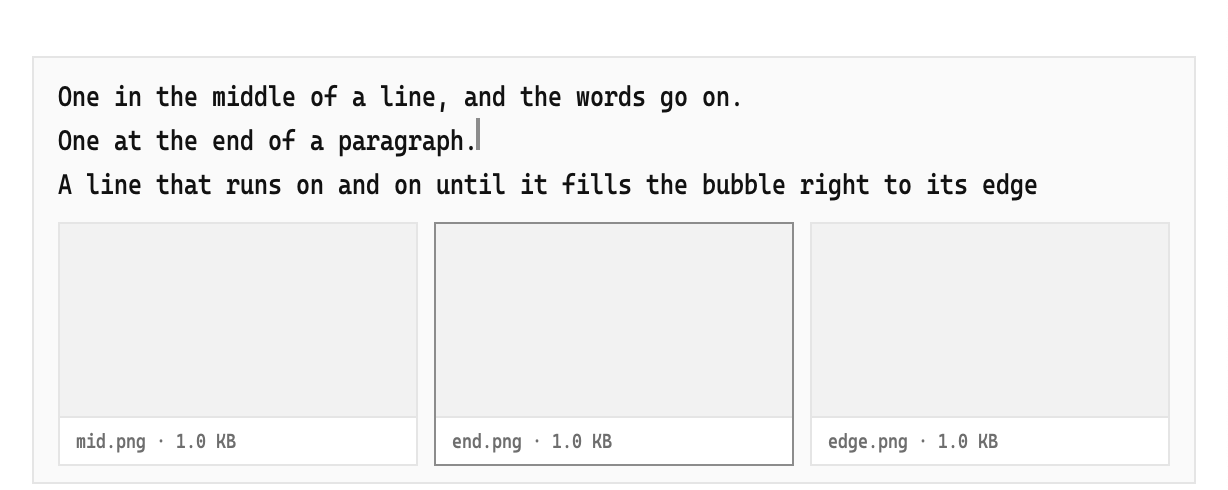 One in the middle of a line, and the words go on.
One at the end of a paragraph.
A line that runs on and on until it fills the bubble right to its edge
mid.png · 1.0 KB
end.png · 1.0 KB
edge.png · 1.0 KB